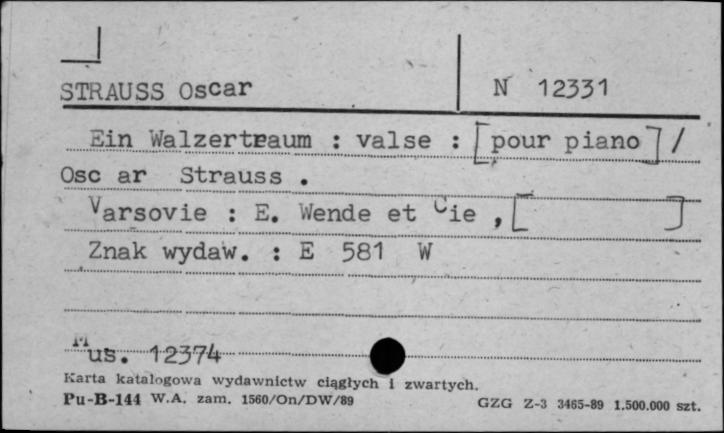 STRAUSS Oscar N 12331
Ein Walzertraum : valse : [pour piano] /
Osc ar Strauss .
Varsovie : E. Wende et Cie , [ ]
Znak wydaw. : E 581 W
Mus. 12374
Karta katalogowa wydawnictw ciągłych i zwartych.
Pu-B-144 W.A. zam. 1560/On/DW/89 GZG Z-3 3465-89 1.500.000 szt.